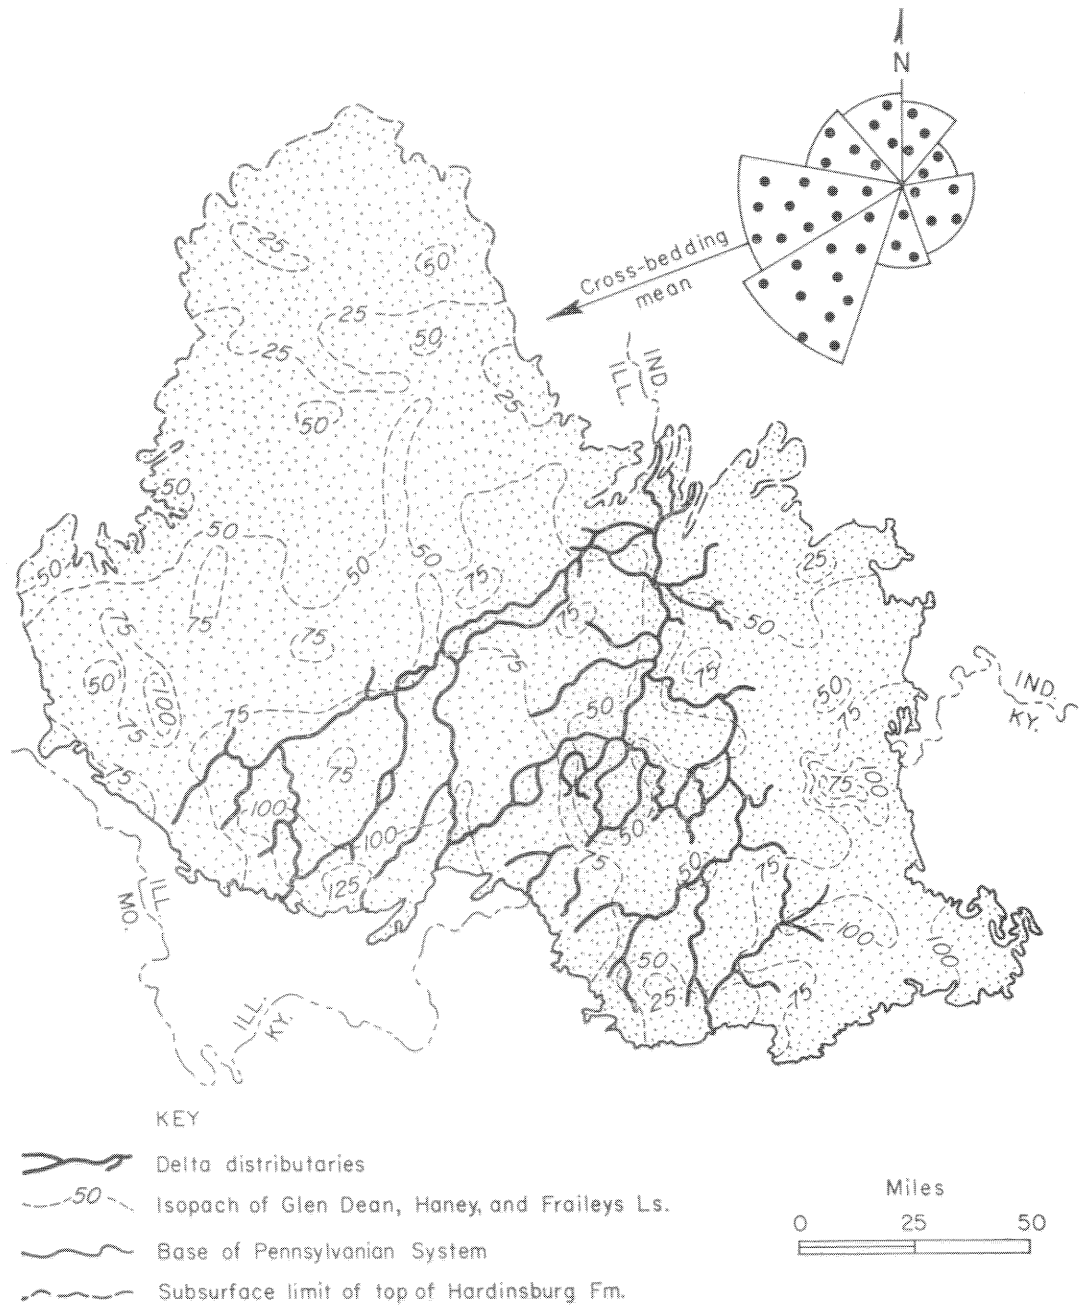 N
Cross-bedding
mean
25
50
25
50
25
25
50
ILL
IND.
50
50
50
50
50
75
25
75
75
75
50
75
50
100
75
75
50
75
50
75
IND.
KY.
75
75
75
100
100
100
50
125
75
50
75
100
100
50
25
75
ILL
MO.
ILL
KY.
KEY
Delta distributaries
50
Isopach of Glen Dean, Haney, and Fraileys Ls.
Base of Pennsylvanian System
Subsurface limit of top of Hardinsburg Fm.
Miles
0 25 50